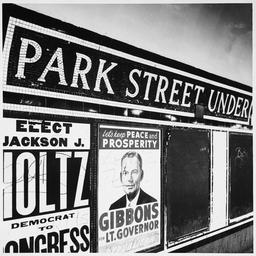 PARK STREET UNDER
ELECT
JACKSON J.
HOLTZ
DEMOCRAT
TO
CONGRESS
Let's keep PEACE and
PROSPERITY
GIBBONS
FOR LT. GOVERNOR